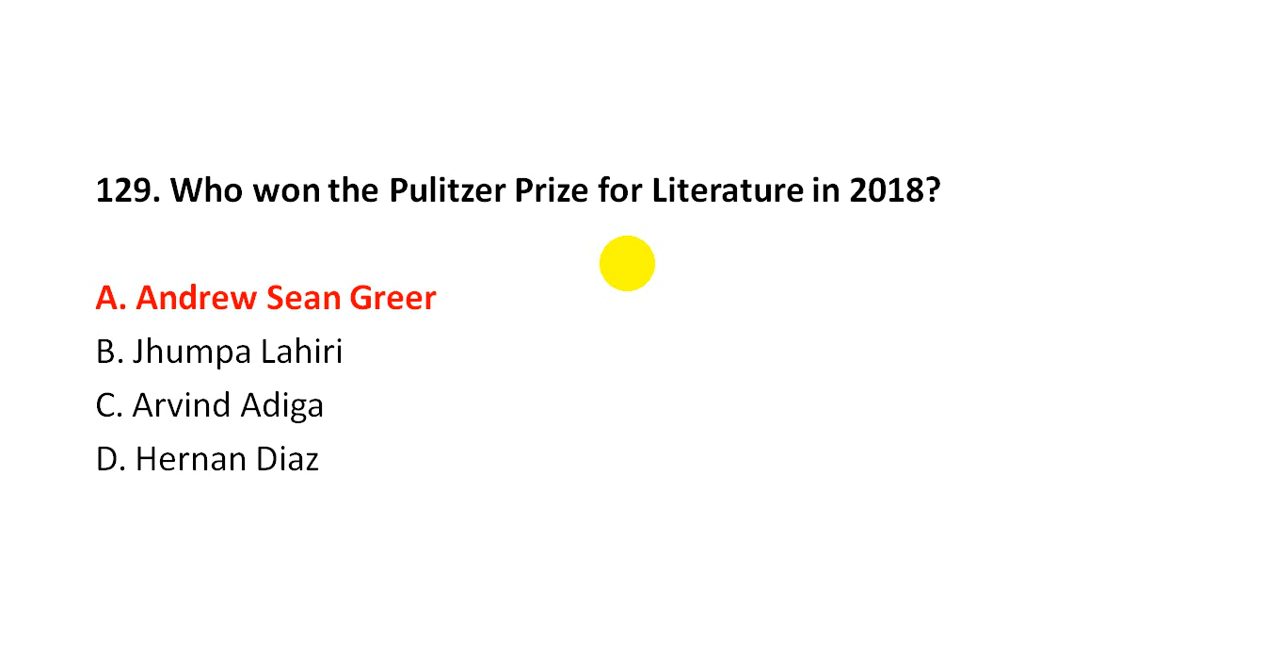 129. Who won the Pulitzer Prize for Literature in 2018?
A. Andrew Sean Greer
B. Jhumpa Lahiri
C. Arvind Adiga
D. Hernan Diaz